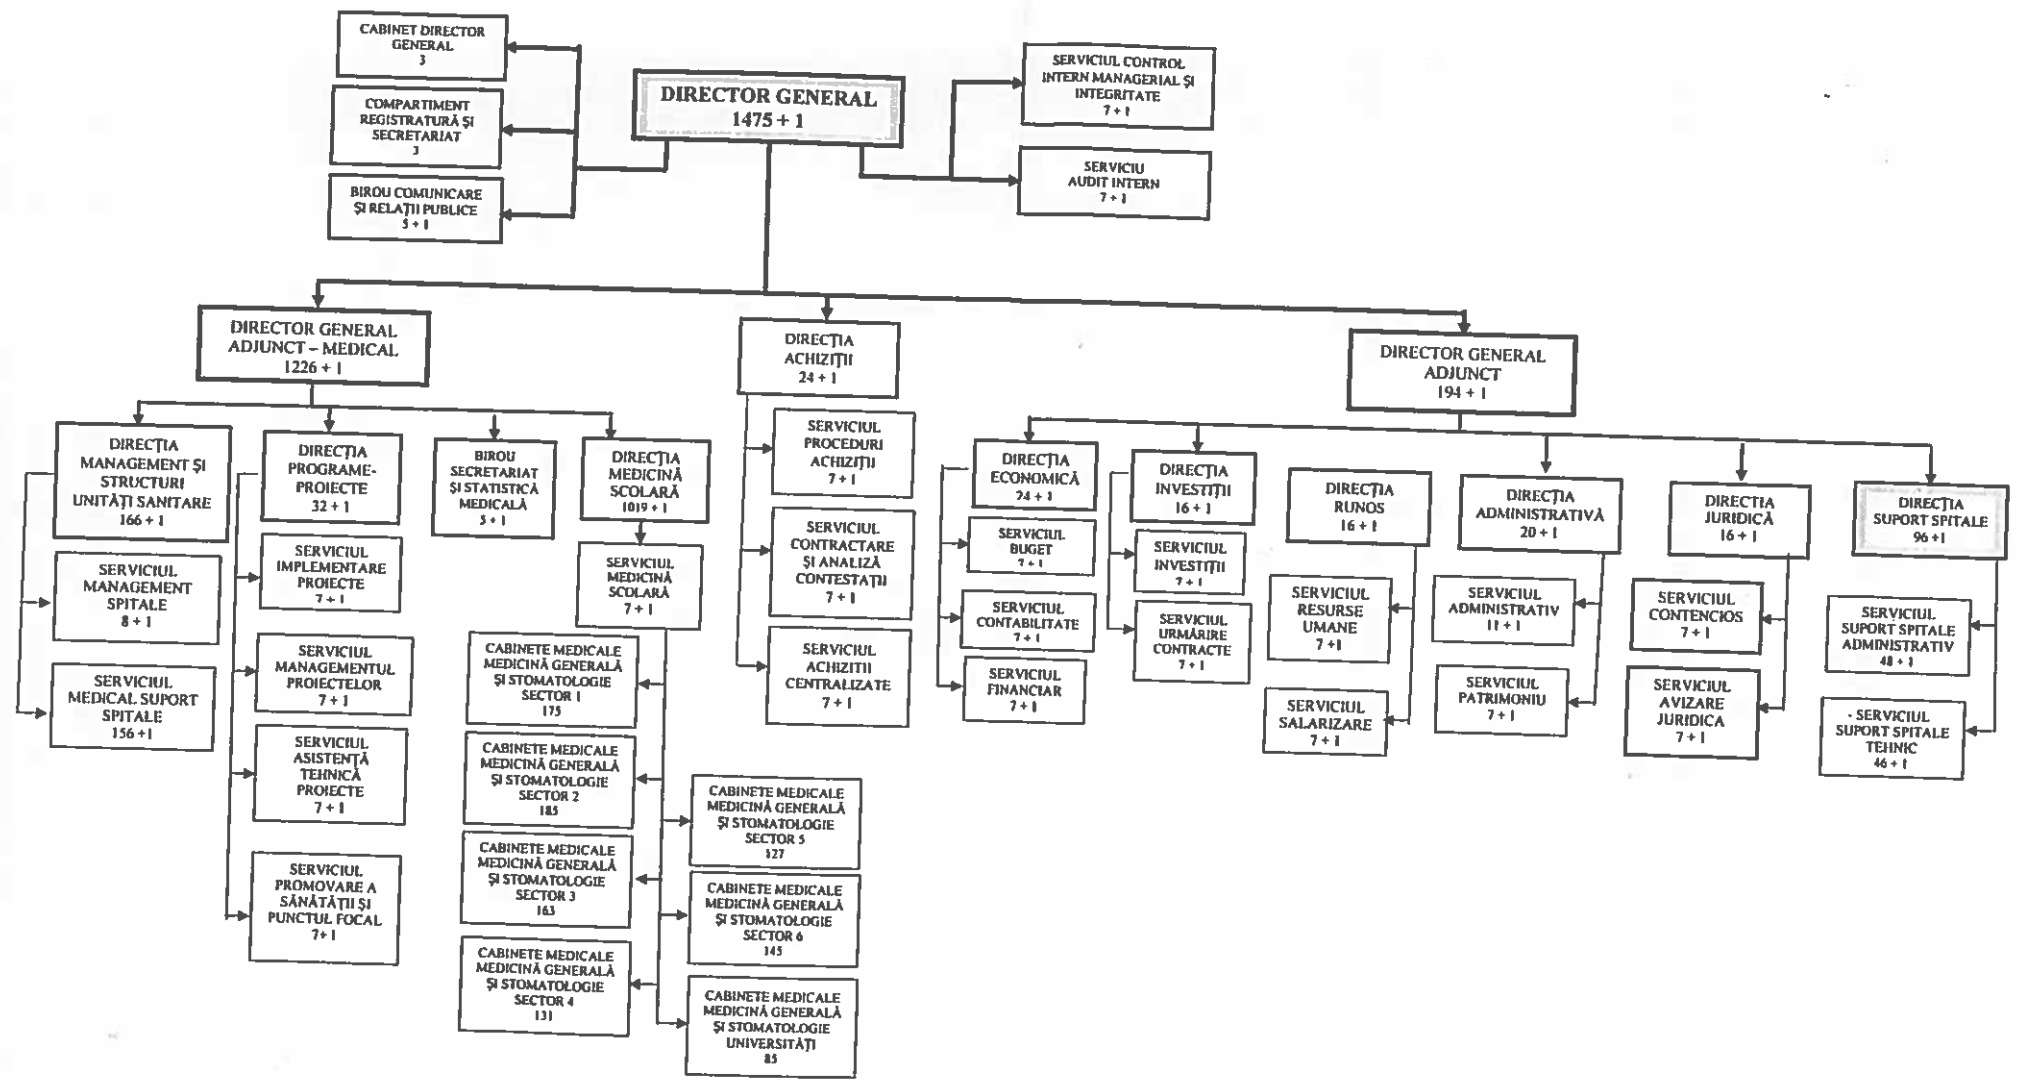 CABINET DIRECTOR
GENERAL
3
COMPARTIMENT
REGISTRATURĂ ȘI
SECRETARIAT
3
BIROU COMUNICARE
ȘI RELAȚII PUBLICE
5 + 1
DIRECTOR GENERAL
1475 + 1
SERVICIUL CONTROL
INTERN MANAGERIAL ȘI
INTEGRITATE
7 + 1
SERVICIU
AUDIT INTERN
7 + 1
DIRECTOR GENERAL
ADJUNCT – MEDICAL
1226 + 1
DIRECȚIA
ACHIZIȚII
24 + 1
DIRECTOR GENERAL
ADJUNCT
194 + 1
DIRECȚIA
MANAGEMENT ȘI
STRUCTURI
UNITĂȚI SANITARE
166 + 1
SERVICIUL
MANAGEMENT
SPITALE
8 + 1
SERVICIUL
MEDICAL SUPORT
SPITALE
156 +1
DIRECȚIA
PROGRAME-
PROIECTE
32 + 1
SERVICIUL
IMPLEMENTARE
PROIECTE
7 + 1
SERVICIUL
MANAGEMENTUL
PROIECTELOR
7 + 1
SERVICIUL
ASISTENȚĂ
TEHNICĂ
PROIECTE
7 + 1
SERVICIUL
PROMOVARE A
SĂNĂTĂȚII ȘI
PUNCTUL FOCAL
7+ 1
BIROU
SECRETARIAT
ȘI STATISTICĂ
MEDICALĂ
5 + 1
DIRECȚIA
MEDICINĂ
SCOLARĂ
1019 + 1
SERVICIUL
MEDICINĂ
SCOLARĂ
7 + 1
CABINETE MEDICALE
MEDICINĂ GENERALĂ
ȘI STOMATOLOGIE
SECTOR 1
175
CABINETE MEDICALE
MEDICINĂ GENERALĂ
ȘI STOMATOLOGIE
SECTOR 2
185
CABINETE MEDICALE
MEDICINĂ GENERALĂ
ȘI STOMATOLOGIE
SECTOR 3
163
CABINETE MEDICALE
MEDICINĂ GENERALĂ
ȘI STOMATOLOGIE
SECTOR 4
131
CABINETE MEDICALE
MEDICINĂ GENERALĂ
ȘI STOMATOLOGIE
SECTOR 5
127
CABINETE MEDICALE
MEDICINĂ GENERALĂ
ȘI STOMATOLOGIE
SECTOR 6
145
CABINETE MEDICALE
MEDICINĂ GENERALĂ
ȘI STOMATOLOGIE
UNIVERSITĂȚI
85
SERVICIUL
PROCEDURI
ACHIZIȚII
7 + 1
SERVICIUL
CONTRACTARE
ȘI ANALIZĂ
CONTESTAȚII
7 + 1
SERVICIUL
ACHIZITII
CENTRALIZATE
7 + 1
DIRECȚIA
ECONOMICĂ
24 + 1
SERVICIUL
BUGET
7 +1
SERVICIUL
CONTABILITATE
7 + 1
SERVICIUL
FINANCIAR
7 + 1
DIRECȚIA
INVESTIȚII
16 + 1
SERVICIUL
INVESTIȚII
7 + 1
SERVICIUL
URMĂRIRE
CONTRACTE
7 + 1
DIRECȚIA
RUNOS
16 + 1
SERVICIUL
RESURSE
UMANE
7 +1
SERVICIUL
SALARIZARE
7 + 1
DIRECȚIA
ADMINISTRATIVĂ
20 + 1
SERVICIUL
ADMINISTRATIV
11 + 1
SERVICIUL
PATRIMONIU
7 + 1
DIRECȚIA
JURIDICĂ
16 + 1
SERVICIUL
CONTENCIOS
7 + 1
SERVICIUL
AVIZARE
JURIDICA
7 + 1
DIRECȚIA
SUPORT SPITALE
96 +1
SERVICIUL
SUPORT SPITALE
ADMINISTRATIV
48 + 1
- SERVICIUL
SUPORT SPITALE
TEHNIC
46 + 1